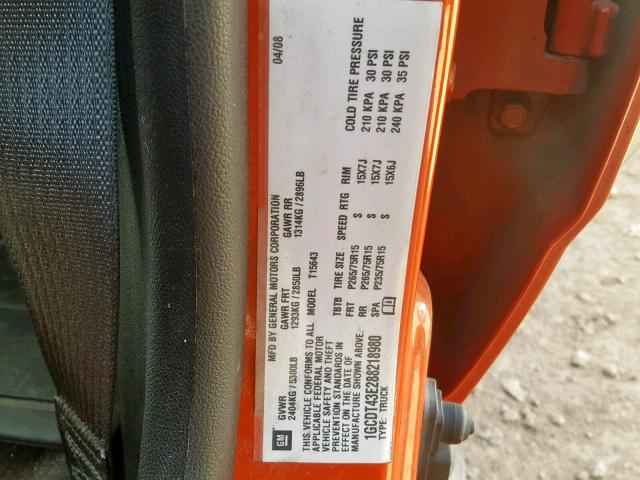 MFD BY GENERAL MOTORS CORPORATION 04/08
GVWR GAWR FRT GAWR RR
2404KG/5300LB 1293KG/2850LB 1314KG/2896LB
THIS VEHICLE CONFORMS TO ALL
APPLICABLE FEDERAL MOTOR
VEHICLE SAFETY AND THEFT
PREVENTION STANDARDS IN
EFFECT ON THE DATE OF
MANUFACTURE SHOWN ABOVE.
1GCDT43E288218980
TYPE: TRUCK
MODEL T15643
TBTB TIRE SIZE SPEED RTG RIM COLD TIRE PRESSURE
FRT P265/75R15 S 15X7J 210 KPA 30 PSI
RR P265/75R15 S 15X7J 210 KPA 30 PSI
SPA P235/75R15 S 15X6J 240 KPA 35 PSI
GM